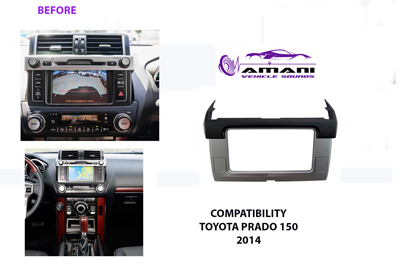 BEFORE
AMANI
VEHICLE SOUNDS
COMPATIBILITY
TOYOTA PRADO 150
2014